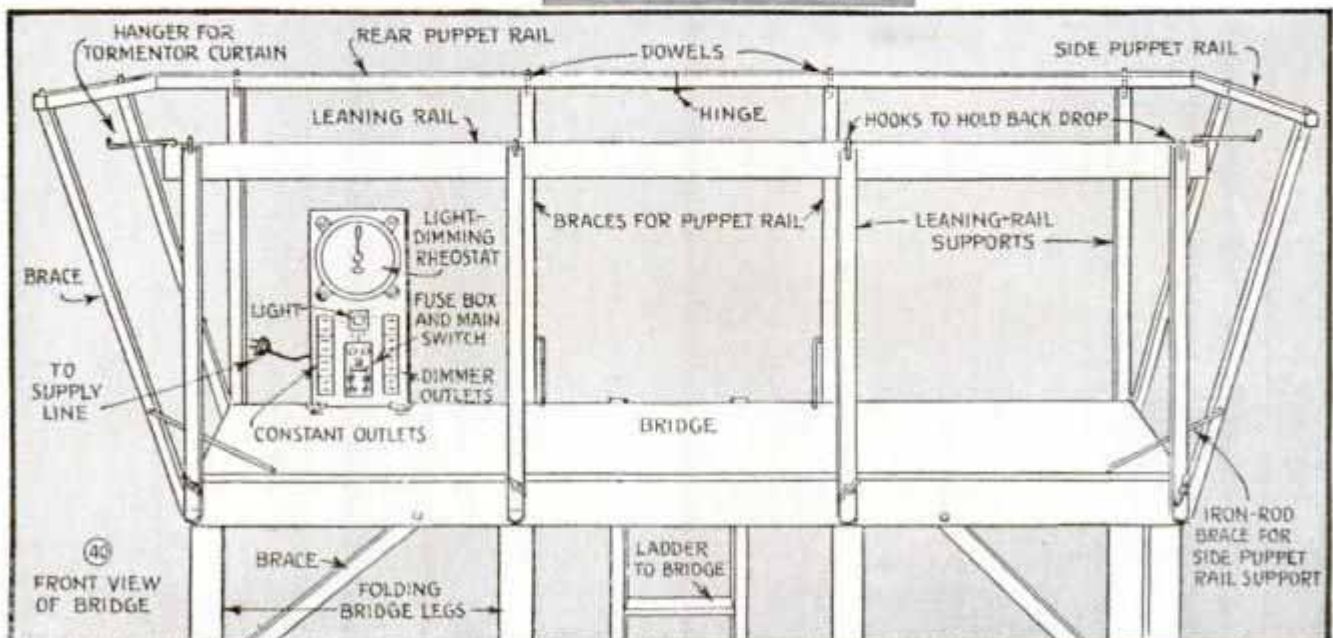 HANGER FOR
TORMENTOR CURTAIN
REAR PUPPET RAIL
DOWELS
SIDE PUPPET RAIL
LEANING RAIL
HINGE
HOOKS TO HOLD BACK DROP
LIGHT-
DIMMING
RHEOSTAT
BRACES FOR PUPPET RAIL
LEANING-RAIL
SUPPORTS
BRACE
LIGHT
FUSE BOX
AND MAIN
SWITCH
TO
SUPPLY
LINE
DIMMER
OUTLETS
CONSTANT OUTLETS
BRIDGE
40
FRONT VIEW
OF BRIDGE
BRACE
FOLDING
BRIDGE LEGS
LADDER
TO BRIDGE
IRON-ROD
BRACE FOR
SIDE PUPPET
RAIL SUPPORT